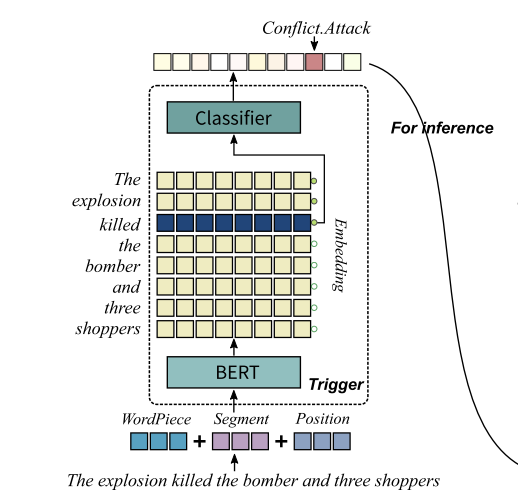 Conflict.Attack
Classifier
For inference
The
explosion
killed
the
bomber
and
three
shoppers
Embedding
BERT
Trigger
WordPiece Segment Position
+ +
The explosion killed the bomber and three shoppers